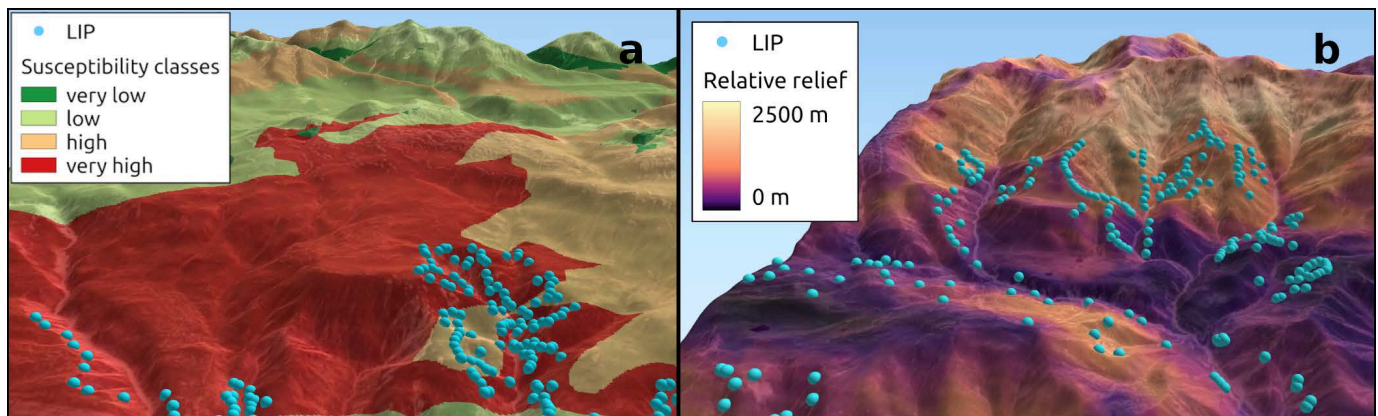 LIP
Susceptibility classes
very low
low
high
very high
a
LIP
Relative relief
2500 m
0 m
b